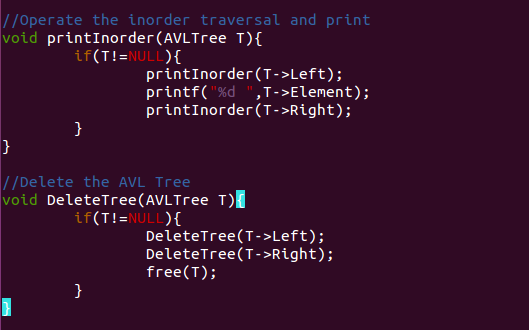 //Operate the inorder traversal and print
void printInorder(AVLTree T){
        if(T!=NULL){
                printInorder(T->Left);
                printf("%d ",T->Element);
                printInorder(T->Right);
        }
}

//Delete the AVL Tree
void DeleteTree(AVLTree T){
        if(T!=NULL){
                DeleteTree(T->Left);
                DeleteTree(T->Right);
                free(T);
        }
}